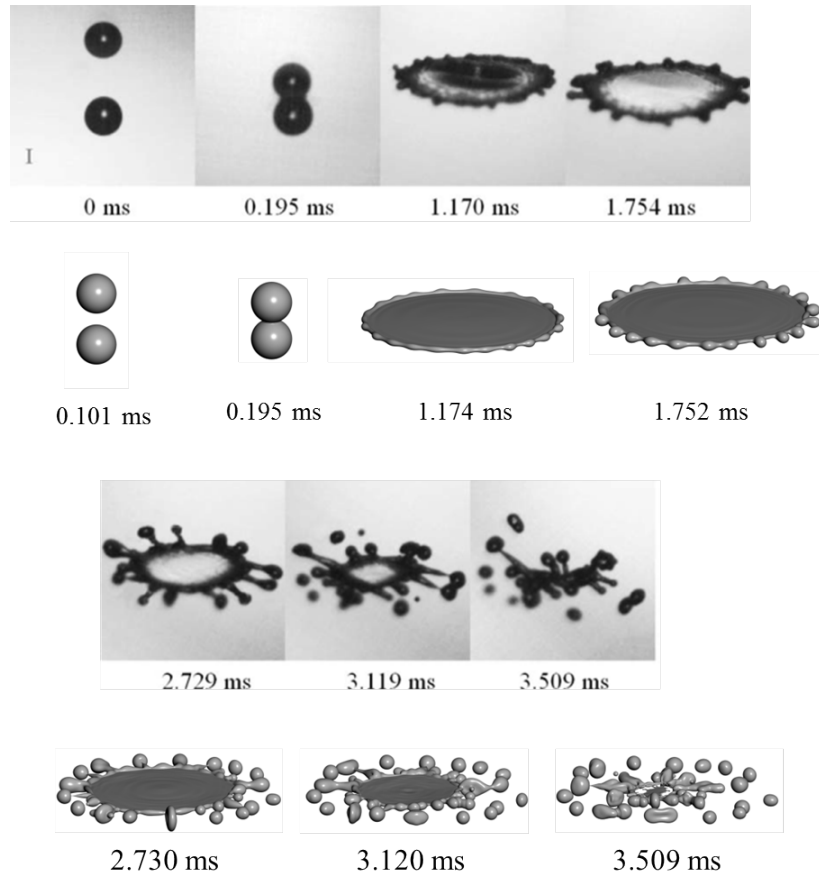 I
0 ms 0.195 ms 1.170 ms 1.754 ms
0.101 ms 0.195 ms 1.174 ms 1.752 ms
2.729 ms 3.119 ms 3.509 ms
2.730 ms 3.120 ms 3.509 ms